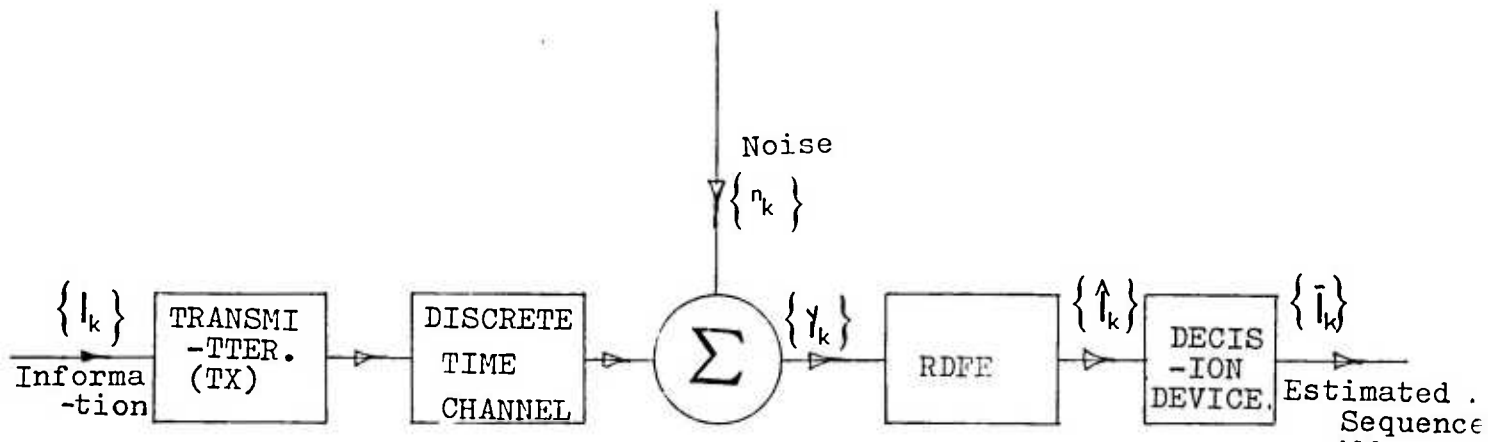 Noise
{n_k}
{I_k}
TRANSMI
-TTER.
(TX)
DISCRETE
TIME
CHANNEL
Σ
{y_k}
RDFE
{Î_k}
DECIS
-ION
DEVICE.
{Ī_k}
Informa
-tion
Estimated .
Sequence